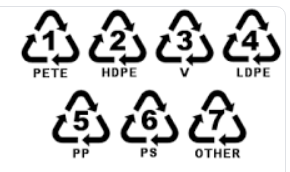 1 2 3 4
PETE HDPE V LDPE
5 6 7
PP PS OTHER